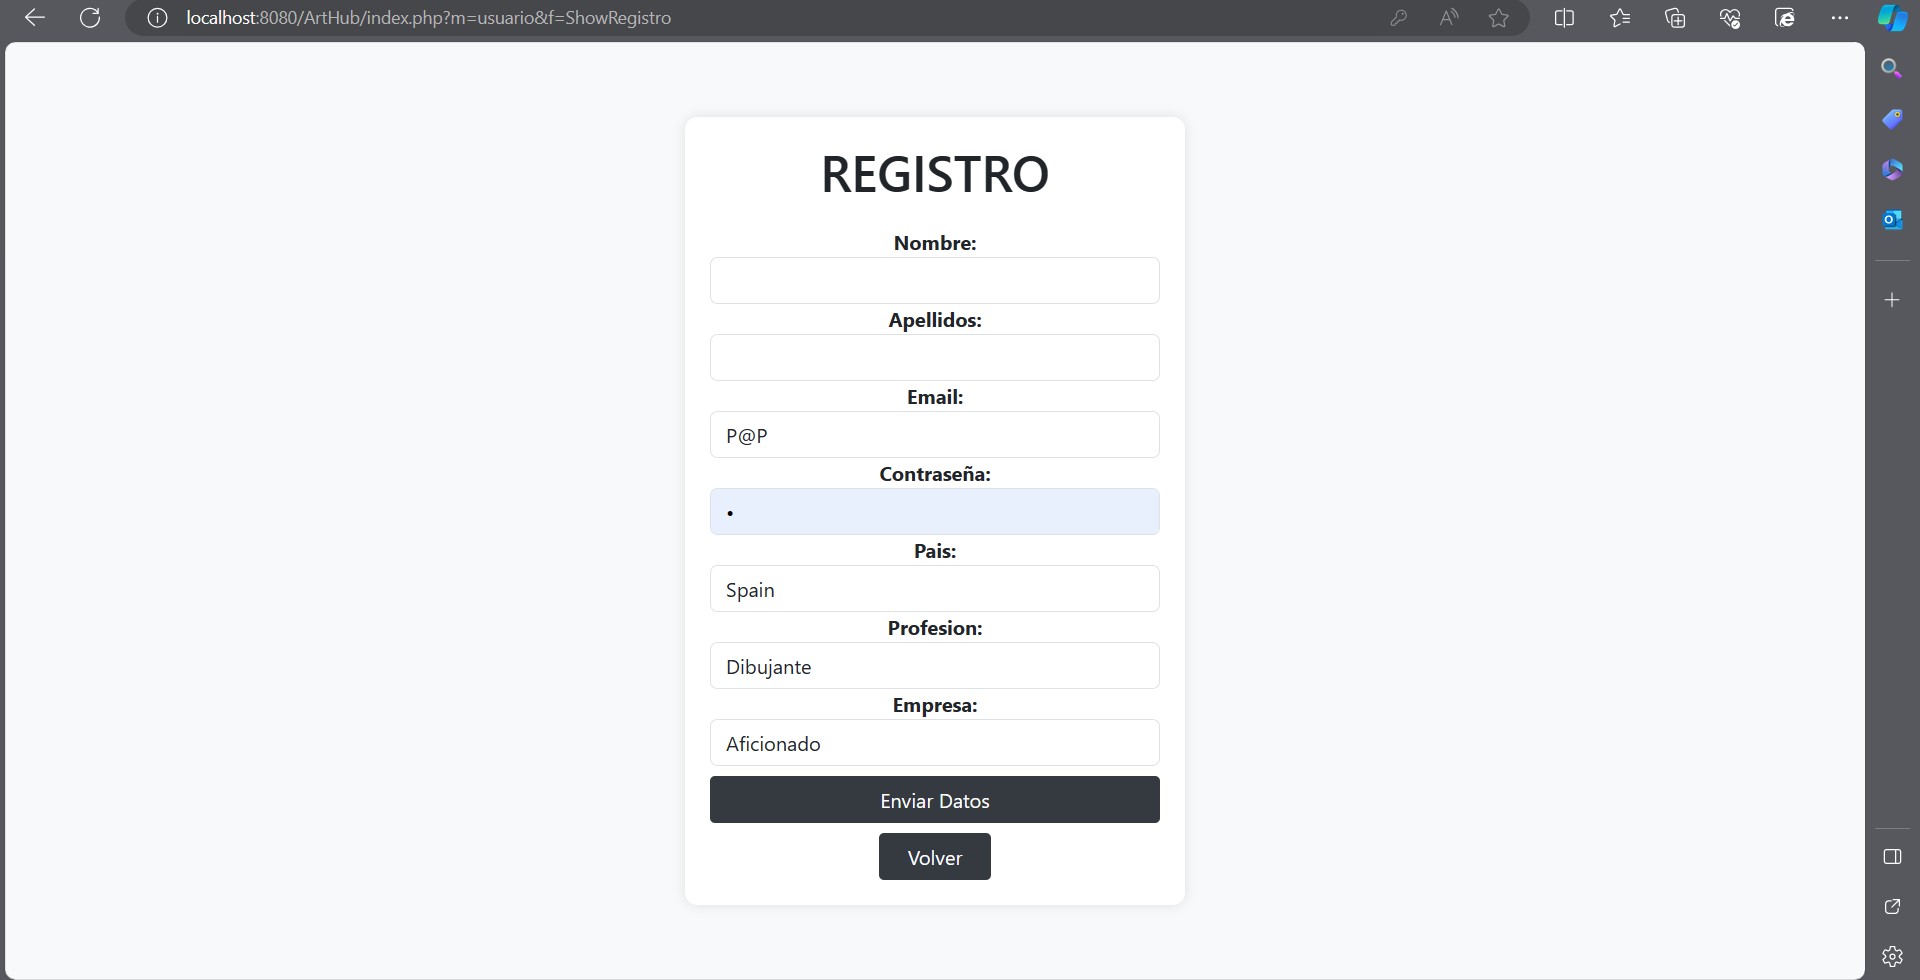 localhost:8080/ArtHub/index.php?m=usuario&f=ShowRegistro
REGISTRO
Nombre:
Apellidos:
Email:
P@P
Contraseña:
•
Pais:
Spain
Profesion:
Dibujante
Empresa:
Aficionado
Enviar Datos
Volver